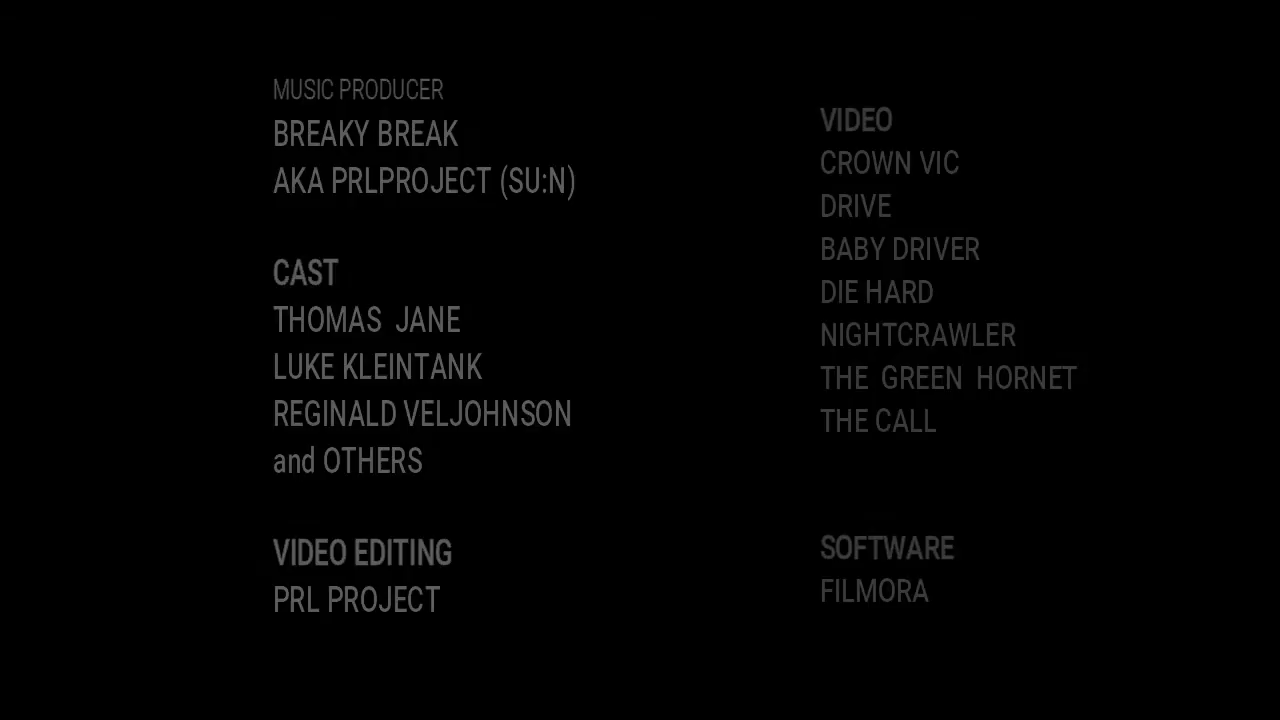 MUSIC PRODUCER
BREAKY BREAK
AKA PRLPROJECT (SU:N)
CAST
THOMAS JANE
LUKE KLEINTANK
REGINALD VELJOHNSON
and OTHERS
VIDEO EDITING
PRL PROJECT
VIDEO
CROWN VIC
DRIVE
BABY DRIVER
DIE HARD
NIGHTCRAWLER
THE GREEN HORNET
THE CALL
SOFTWARE
FILMORA